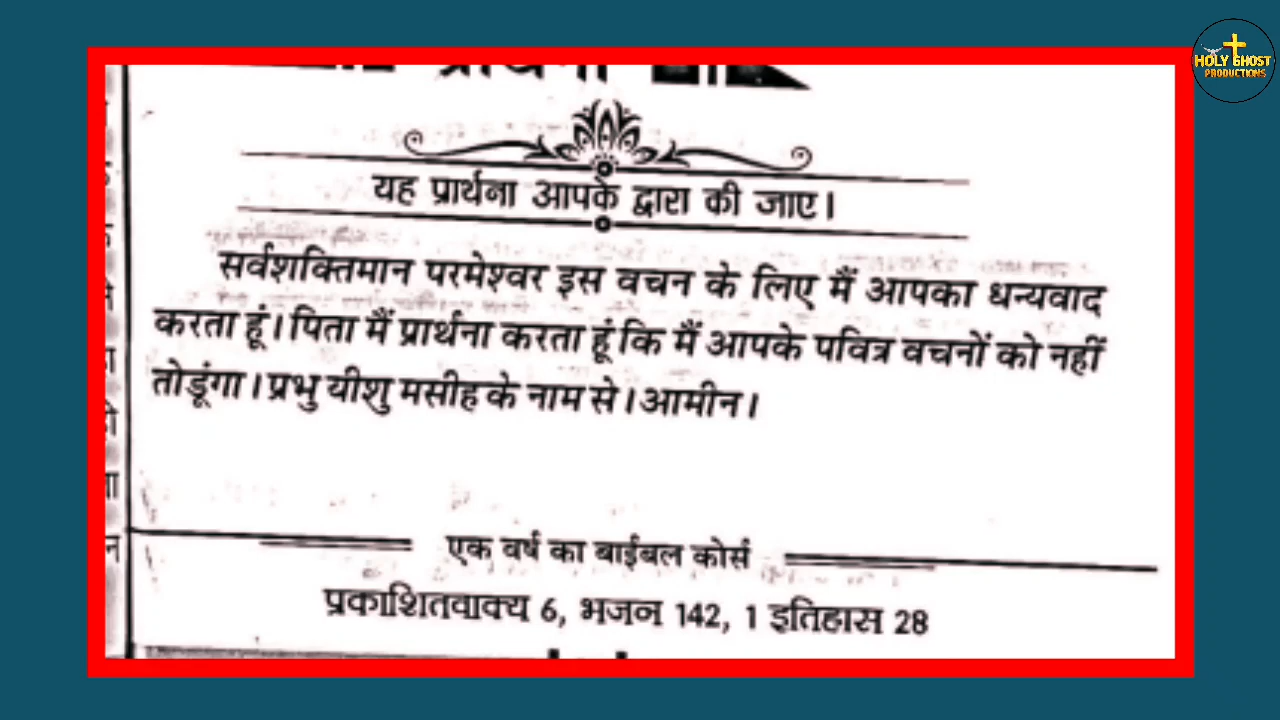 HOLY GHOST
PRODUCTIONS
यह प्रार्थना आपके द्वारा की जाए।
सर्वशक्तिमान परमेश्वर इस वचन के लिए मैं आपका धन्यवाद
करता हूं। पिता मैं प्रार्थना करता हूं कि मैं आपके पवित्र वचनों को नहीं
तोडूंगा। प्रभु यीशु मसीह के नाम से। आमीन।
एक वर्ष का बाईबल कोर्स
प्रकाशितवाक्य 6, भजन 142, 1 इतिहास 28